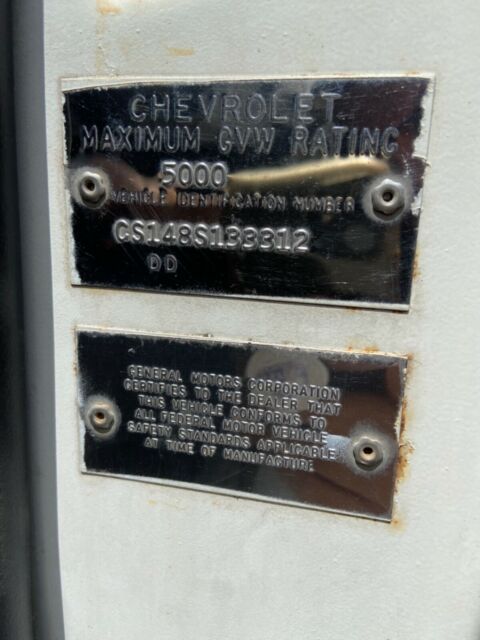 CHEVROLET
MAXIMUM GVW RATING
5000
VEHICLE IDENTIFICATION NUMBER
CS148S133312
DD
GENERAL MOTORS CORPORATION
CERTIFIES TO THE DEALER THAT
THIS VEHICLE CONFORMS TO
ALL FEDERAL MOTOR VEHICLE
SAFETY STANDARDS APPLICABLE
AT TIME OF MANUFACTURE